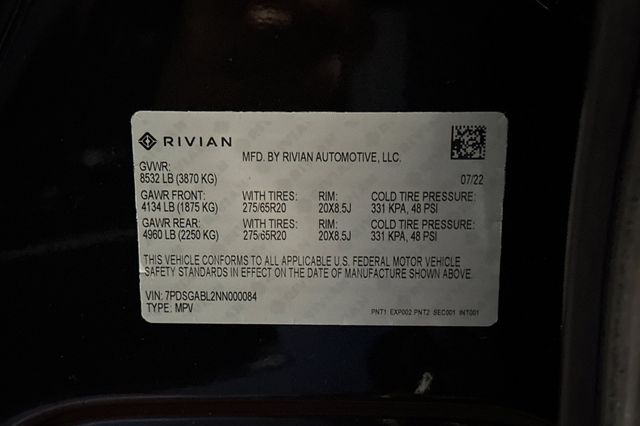 RIVIAN
MFD. BY RIVIAN AUTOMOTIVE, LLC.
GVWR:
8532 LB (3870 KG) 07/22
GAWR FRONT: WITH TIRES: RIM: COLD TIRE PRESSURE:
4134 LB (1875 KG) 275/65R20 20X8.5J 331 KPA, 48 PSI
GAWR REAR: WITH TIRES: RIM: COLD TIRE PRESSURE:
4960 LB (2250 KG) 275/65R20 20X8.5J 331 KPA, 48 PSI
THIS VEHICLE CONFORMS TO ALL APPLICABLE U.S. FEDERAL MOTOR VEHICLE
SAFETY STANDARDS IN EFFECT ON THE DATE OF MANUFACTURE SHOWN ABOVE.
VIN: 7PDSGABL2NN000084
TYPE: MPV
PNT1 EXP002 PNT2 SEC001 INT001